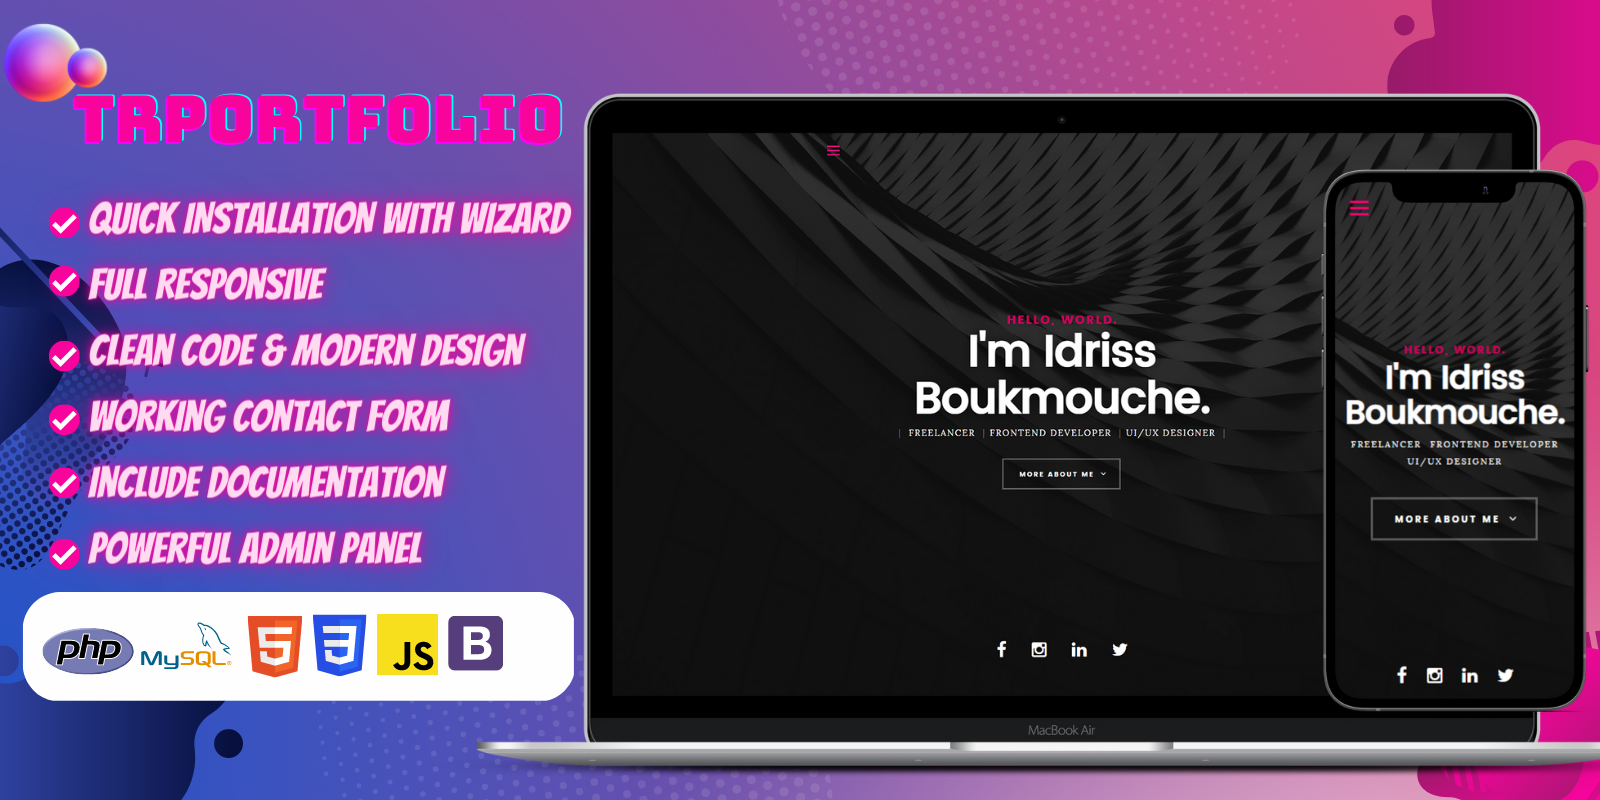 TRPORTFOLIO
QUICK INSTALLATION WITH WIZARD
FULL RESPONSIVE
CLEAN CODE & MODERN DESIGN
WORKING CONTACT FORM
INCLUDE DOCUMENTATION
POWERFUL ADMIN PANEL
php
MySQL®
5
3
JS
B
HELLO, WORLD.
I'm Idriss
Boukmouche.
| FREELANCER | FRONTEND DEVELOPER | UI/UX DESIGNER |
MORE ABOUT ME
MacBook Air
HELLO, WORLD.
I'm Idriss
Boukmouche.
FREELANCER FRONTEND DEVELOPER
UI/UX DESIGNER
MORE ABOUT ME